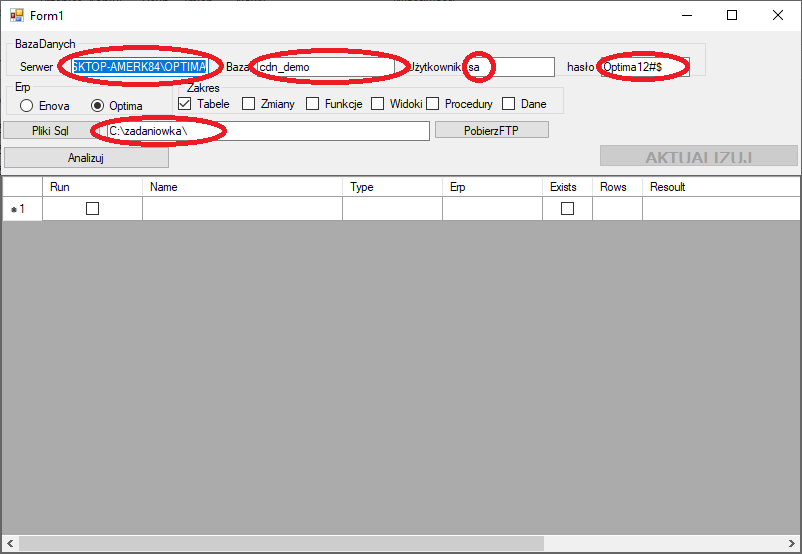 Form1
BazaDanych
Serwer SKTOP-AMERK84\OPTIMA Baza cdn_demo Użytkownik sa hasło Optima12#$
Erp Zakres
Enova Optima Tabele Zmiany Funkcje Widoki Procedury Dane
Pliki Sql C:\zadaniowka\ PobierzFTP
Analizuj AKTUALIZUJ
Run Name Type Erp Exists Rows Resoult
1